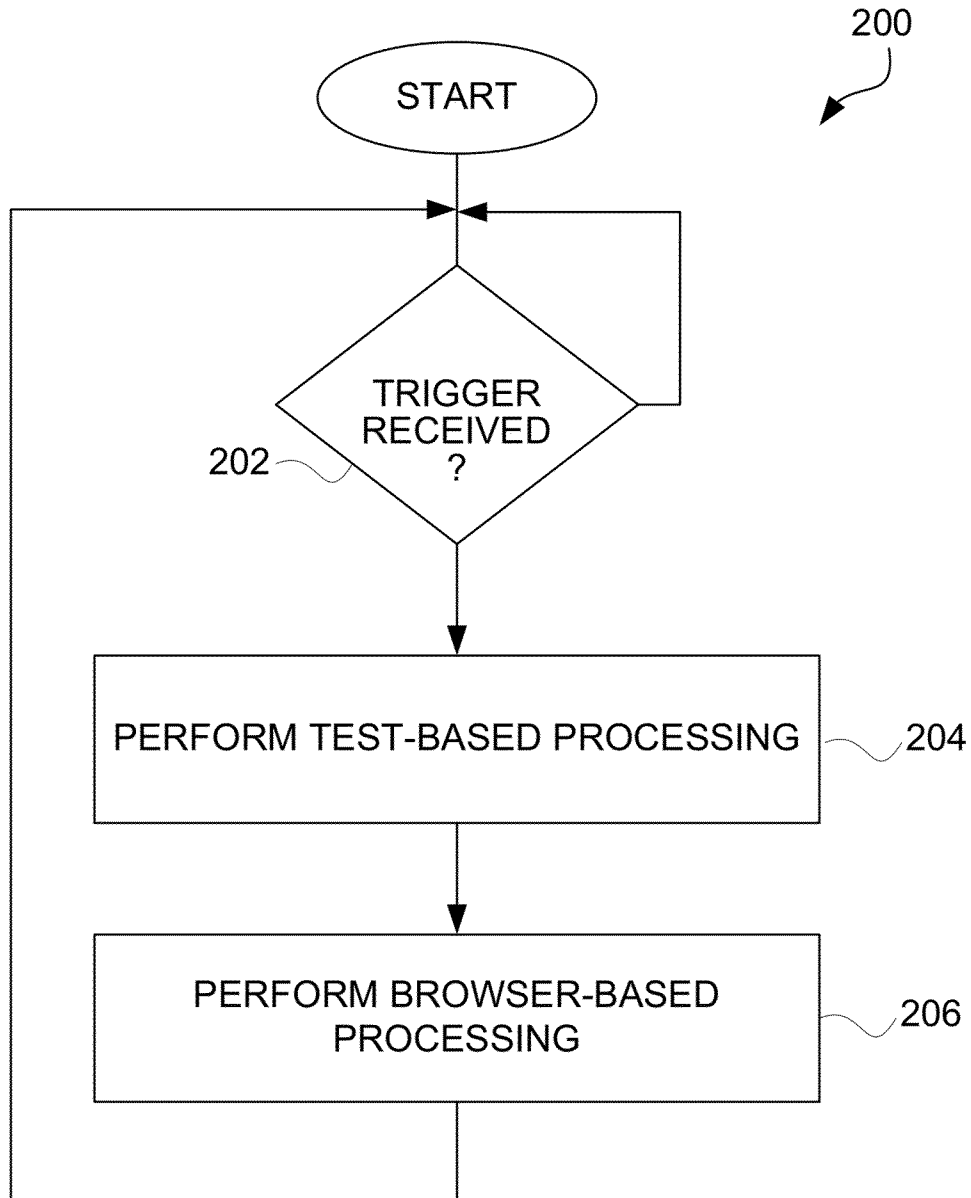 200
START
TRIGGER
RECEIVED
?
202
PERFORM TEST-BASED PROCESSING
204
PERFORM BROWSER-BASED
PROCESSING
206